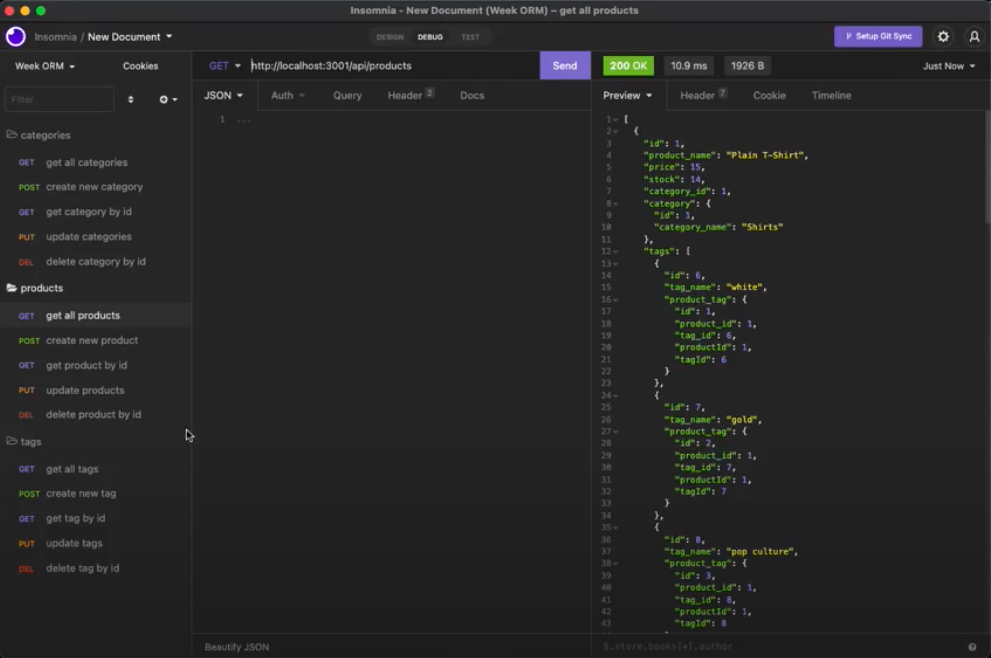 Insomnia - New Document (Week ORM) – get all products
Insomnia / New Document
DESIGN DEBUG TEST
Setup Git Sync
Week ORM
Cookies
Filter
categories
GET get all categories
POST create new category
GET get category by id
PUT update categories
DEL delete category by id
products
GET get all products
POST create new product
GET get product by id
PUT update products
DEL delete product by id
tags
GET get all tags
POST create new tag
GET get tag by id
PUT update tags
DEL delete tag by id
GET http://localhost:3001/api/products Send
JSON Auth Query Header 2 Docs
1 ...
Beautify JSON
200 OK 10.9 ms 1926 B Just Now
Preview Header 7 Cookie Timeline
1 [
2 {
3 "id": 1,
4 "product_name": "Plain T-Shirt",
5 "price": 15,
6 "stock": 14,
7 "category_id": 1,
8 "category": {
9 "id": 1,
10 "category_name": "Shirts"
11 },
12 "tags": [
13 {
14 "id": 6,
15 "tag_name": "white",
16 "product_tag": {
17 "id": 1,
18 "product_id": 1,
19 "tag_id": 6,
20 "productId": 1,
21 "tagId": 6
22 }
23 },
24 {
25 "id": 7,
26 "tag_name": "gold",
27 "product_tag": {
28 "id": 2,
29 "product_id": 1,
30 "tag_id": 7,
31 "productId": 1,
32 "tagId": 7
33 }
34 },
35 {
36 "id": 8,
37 "tag_name": "pop culture",
38 "product_tag": {
39 "id": 3,
40 "product_id": 1,
41 "tag_id": 8,
42 "productId": 1,
43 "tagId": 8
$.store.books[*].author